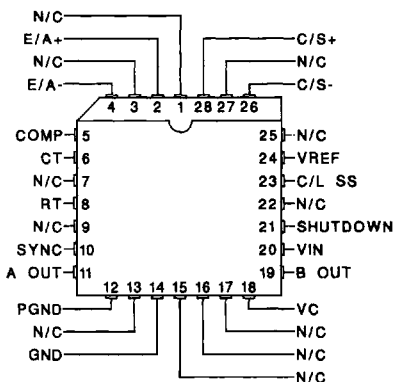 N/C
E/A+ C/S+
N/C N/C
E/A- C/S-
4 3 2 1 28 27 26
COMP 5 25 N/C
CT 6 24 VREF
N/C 7 23 C/L SS
RT 8 22 N/C
N/C 9 21 SHUTDOWN
SYNC 10 20 VIN
A OUT 11 19 B OUT
12 13 14 15 16 17 18
PGND VC
N/C N/C
GND N/C
N/C